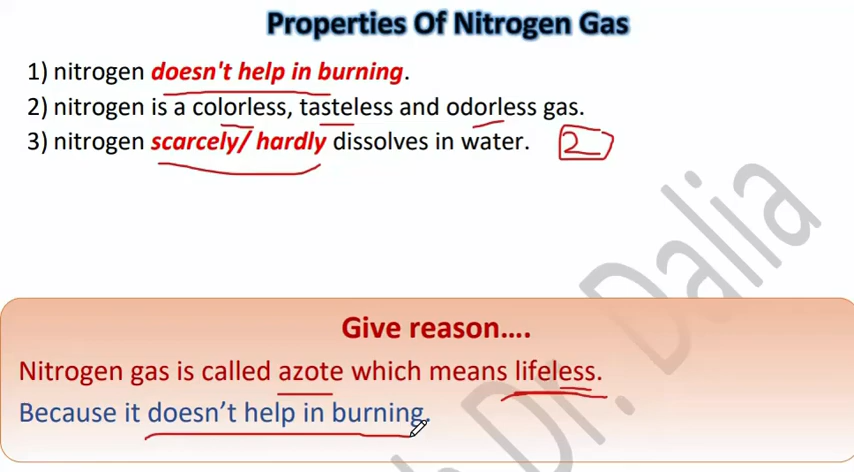 Properties Of Nitrogen Gas
1) nitrogen doesn't help in burning.
2) nitrogen is a colorless, tasteless and odorless gas.
3) nitrogen scarcely/ hardly dissolves in water. 2
Give reason....
Nitrogen gas is called azote which means lifeless.
Because it doesn't help in burning.
Dr. Dalia